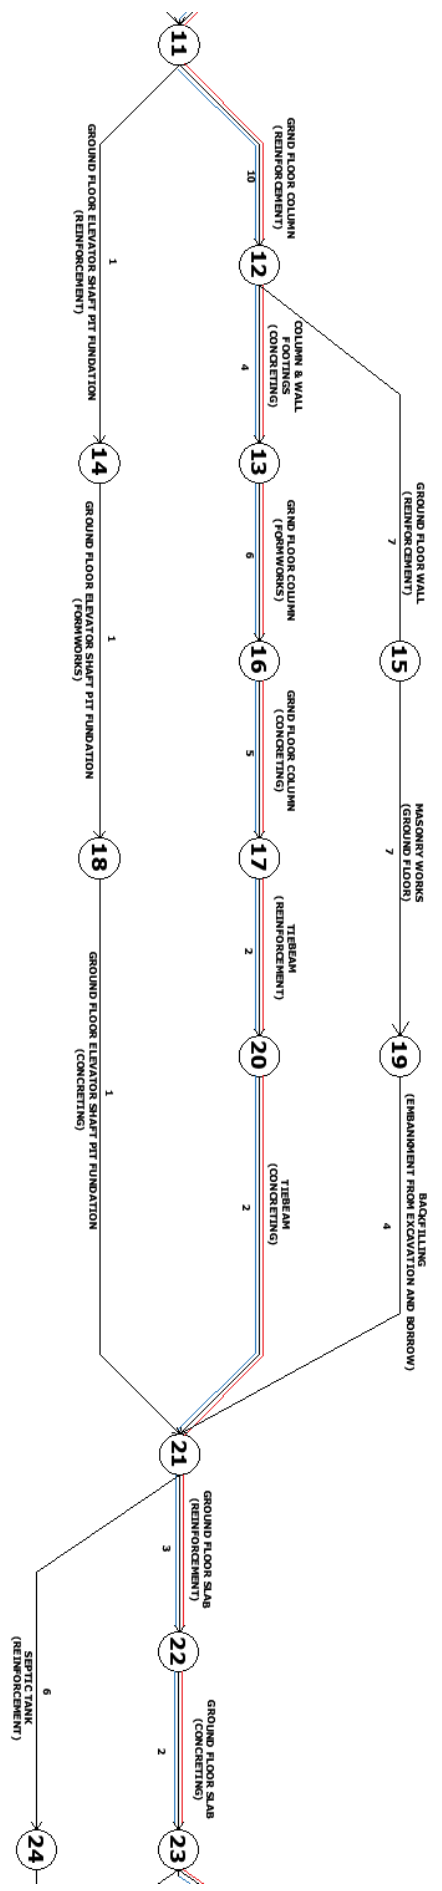 11
GRND FLOOR COLUMN
(REINFORCEMENT)
10
GROUND FLOOR ELEVATOR SHAFT PIT FUNDATION
(REINFORCEMENT)
1
12
COLUMN & WALL
FOOTINGS
(CONCRETING)
4
GROUND FLOOR WALL
(REINFORCEMENT)
7
13
14
GRND FLOOR COLUMN
(FORMWORKS)
6
GROUND FLOOR ELEVATOR SHAFT PIT FUNDATION
(FORMWORKS)
1
15
16
GRND FLOOR COLUMN
(CONCRETING)
5
MASONRY WORKS
(GROUND FLOOR)
7
17
18
TIEBEAM
(REINFORCEMENT)
2
GROUND FLOOR ELEVATOR SHAFT PIT FUNDATION
(CONCRETING)
1
19
20
BACKFILLING
(EMBANKMENT FROM EXCAVATION AND BORROW)
4
TIEBEAM
(CONCRETING)
2
21
GROUND FLOOR SLAB
(REINFORCEMENT)
3
22
SEPTIC TANK
(REINFORCEMENT)
6
GROUND FLOOR SLAB
(CONCRETING)
2
23
24